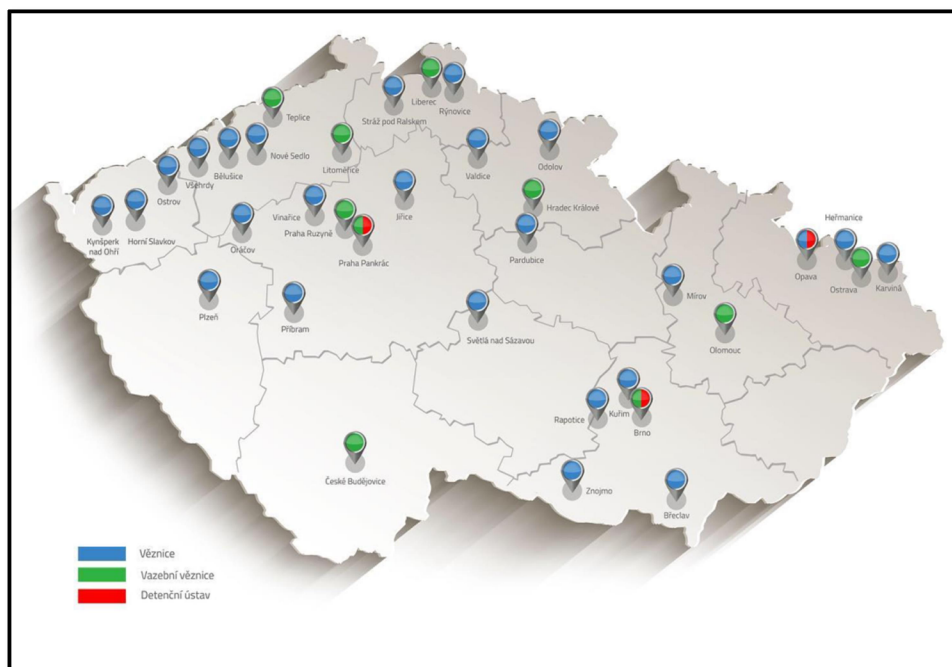 Liberec
Rýnovice
Stráž pod Ralskem
Teplice
Litoměřice
Nové Sedlo
Bělušice
Všehrdy
Ostrov
Kynšperk
nad Ohří
Horní Slavkov
Valdice
Odolov
Jiřice
Hradec Králové
Vinařice
Praha Ruzyně
Praha Pankrác
Oráčov
Pardubice
Heřmanice
Opava
Ostrava
Karviná
Plzeň
Příbram
Světlá nad Sázavou
Mírov
Olomouc
Rapotice
Kuřim
Brno
České Budějovice
Znojmo
Břeclav
Věznice
Vazební věznice
Detenční ústav